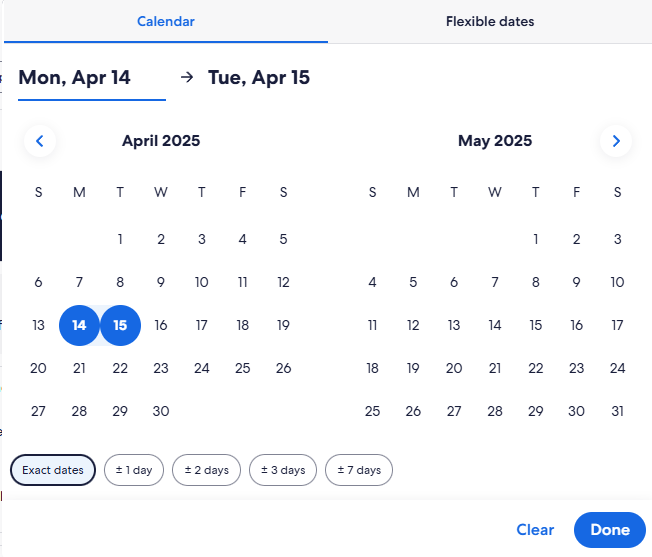 Calendar Flexible dates
Mon, Apr 14 → Tue, Apr 15
April 2025
S M T W T F S
1 2 3 4 5
6 7 8 9 10 11 12
13 14 15 16 17 18 19
20 21 22 23 24 25 26
27 28 29 30
May 2025
S M T W T F S
1 2 3
4 5 6 7 8 9 10
11 12 13 14 15 16 17
18 19 20 21 22 23 24
25 26 27 28 29 30 31
Exact dates ± 1 day ± 2 days ± 3 days ± 7 days
Clear Done